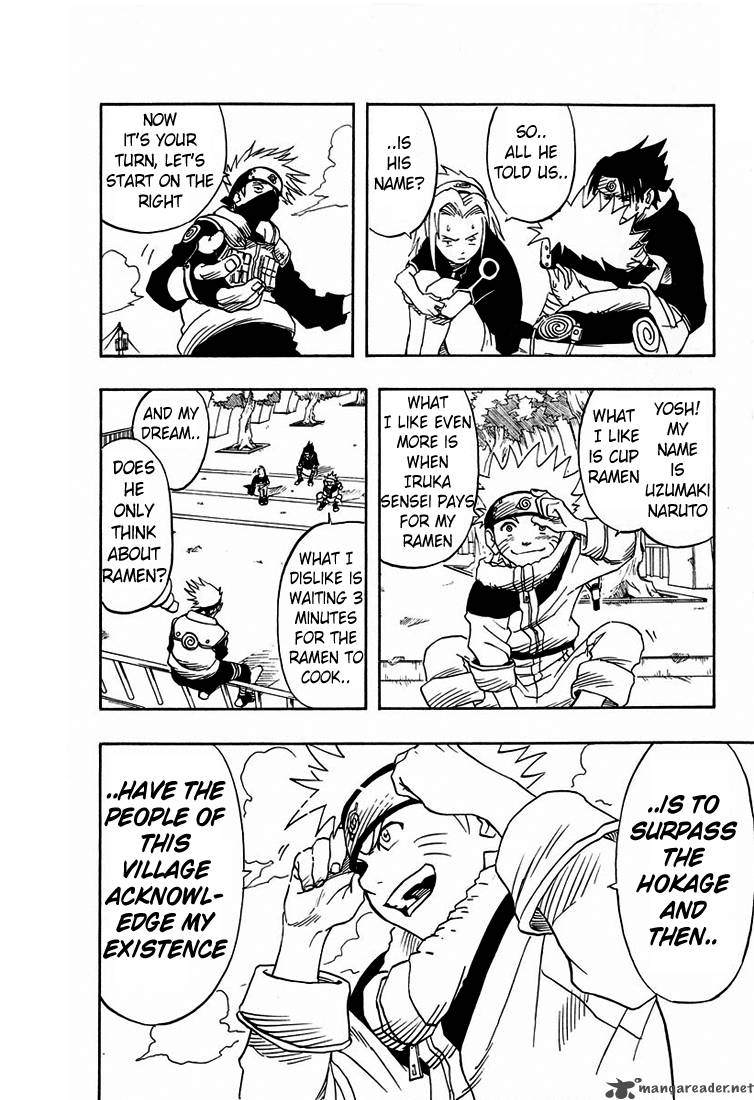 SO..
ALL HE
TOLD US..
..IS
HIS
NAME?
NOW
IT'S YOUR
TURN, LET'S
START ON THE
RIGHT
YOSH!
MY
NAME
IS
UZUMAKI
NARUTO
WHAT
I LIKE
IS CUP
RAMEN
WHAT
I LIKE EVEN
MORE IS
WHEN
IRUKA
SENSEI PAYS
FOR MY
RAMEN
WHAT I
DISLIKE IS
WAITING 3
MINUTES
FOR THE
RAMEN TO
COOK..
DOES
HE
ONLY
THINK
ABOUT
RAMEN?
AND MY
DREAM..
..IS TO
SURPASS
THE
HOKAGE
AND
THEN..
..HAVE THE
PEOPLE OF
THIS
VILLAGE
ACKNOWL-
EDGE MY
EXISTENCE
mangareader.net